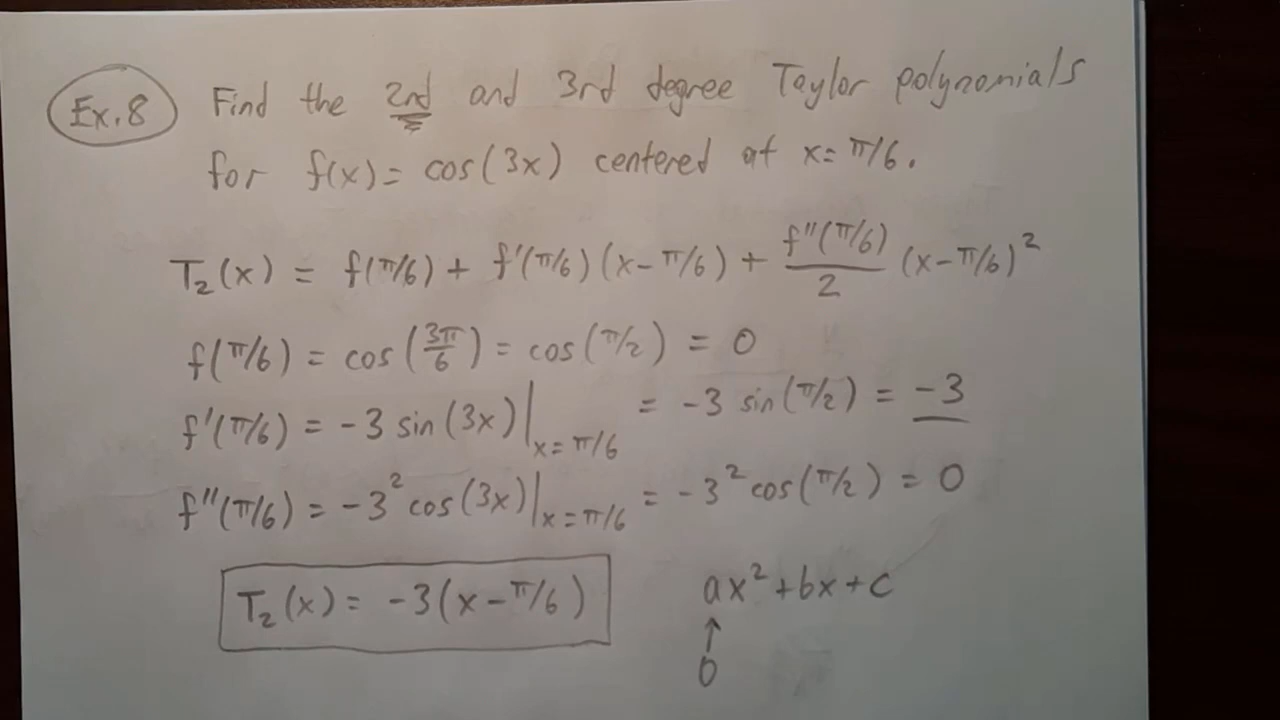 Ex. 8 Find the 2nd and 3rd degree Taylor polynomials
for f(x) = cos(3x) centered at x = π/6.
T₂(x) = f(π/6) + f'(π/6)(x-π/6) + f''(π/6)/2 (x-π/6)²
f(π/6) = cos(3π/6) = cos(π/2) = 0
f'(π/6) = -3 sin(3x)|x=π/6 = -3 sin(π/2) = -3
f''(π/6) = -3² cos(3x)|x=π/6 = -3² cos(π/2) = 0
T₂(x) = -3(x-π/6)
ax² + bx + c
↑
0